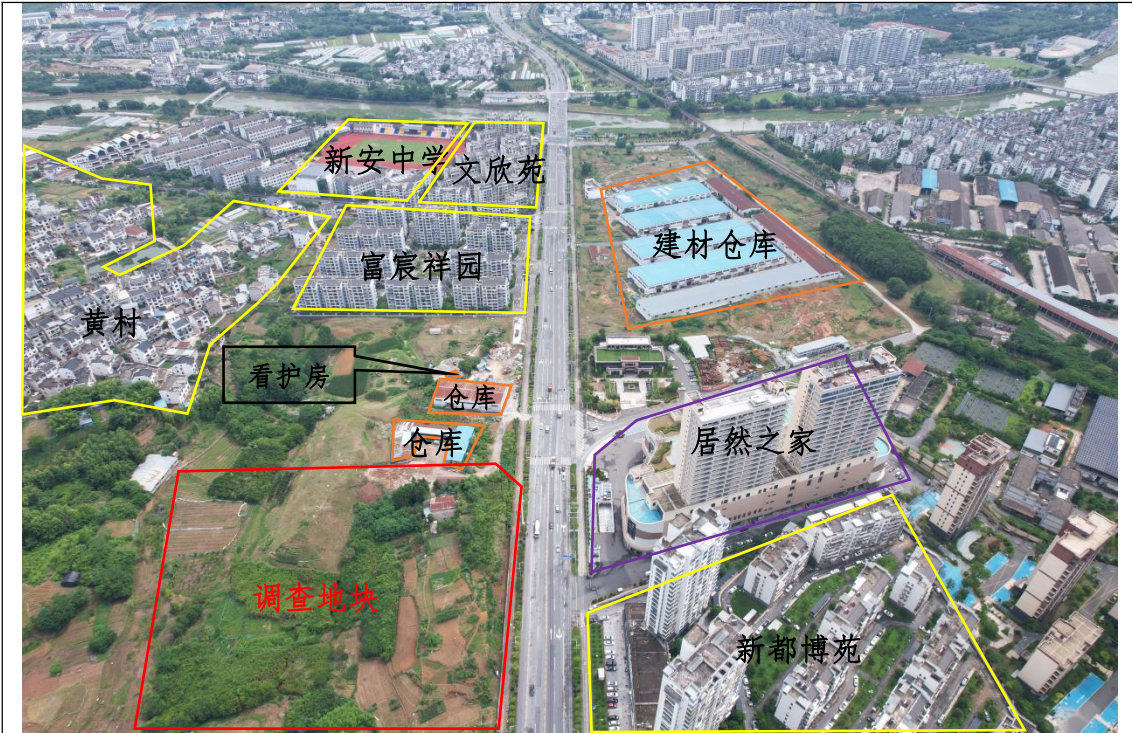 新安中学
文欣苑
建材仓库
富宸祥园
黄村
看护房
仓库
仓库
居然之家
调查地块
新都博苑